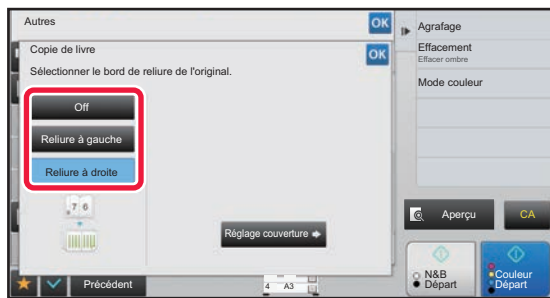 Autres
OK
Copie de livre
OK
Sélectionner le bord de reliure de l'original.
Off
Reliure à gauche
Reliure à droite
7 6
Réglage couverture
Précédent
4 A3
Agrafage
Effacement
Effacer ombre
Mode couleur
Aperçu
CA
N&B
Départ
Couleur
Départ